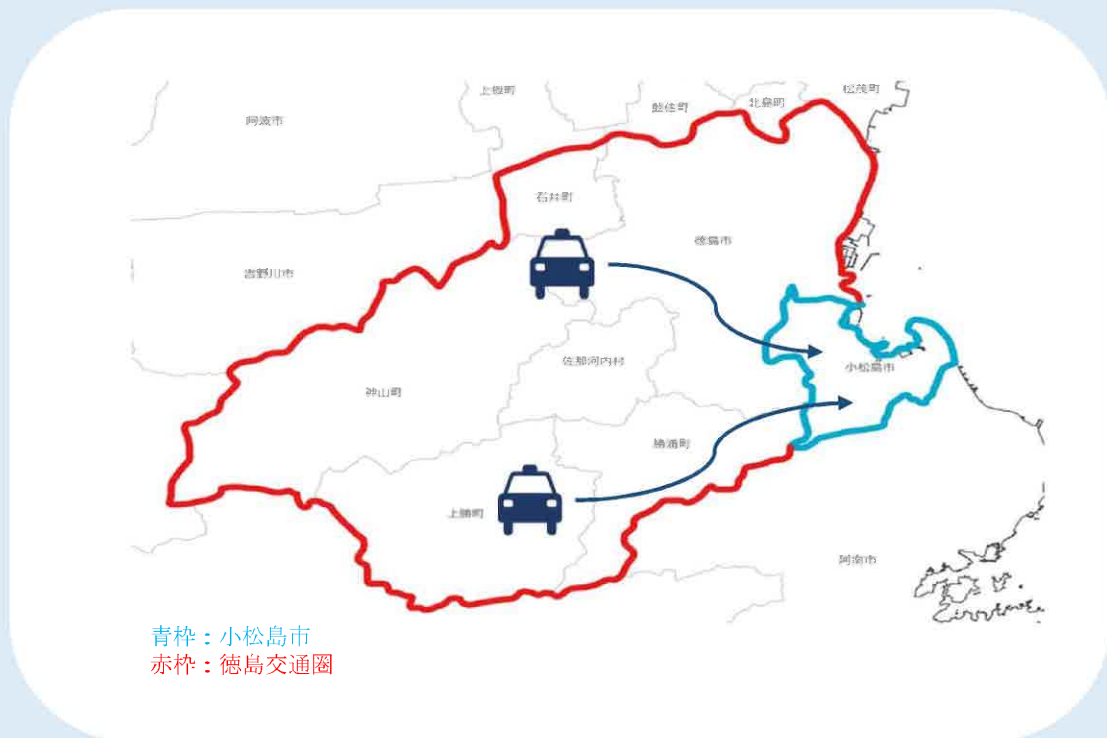 上板町
松茂町
藍住町
北島町
阿波市
石井町
徳島市
吉野川市
佐那河内村
小松島市
神山町
勝浦町
上勝町
阿南市
青枠：小松島市
赤枠：徳島交通圏